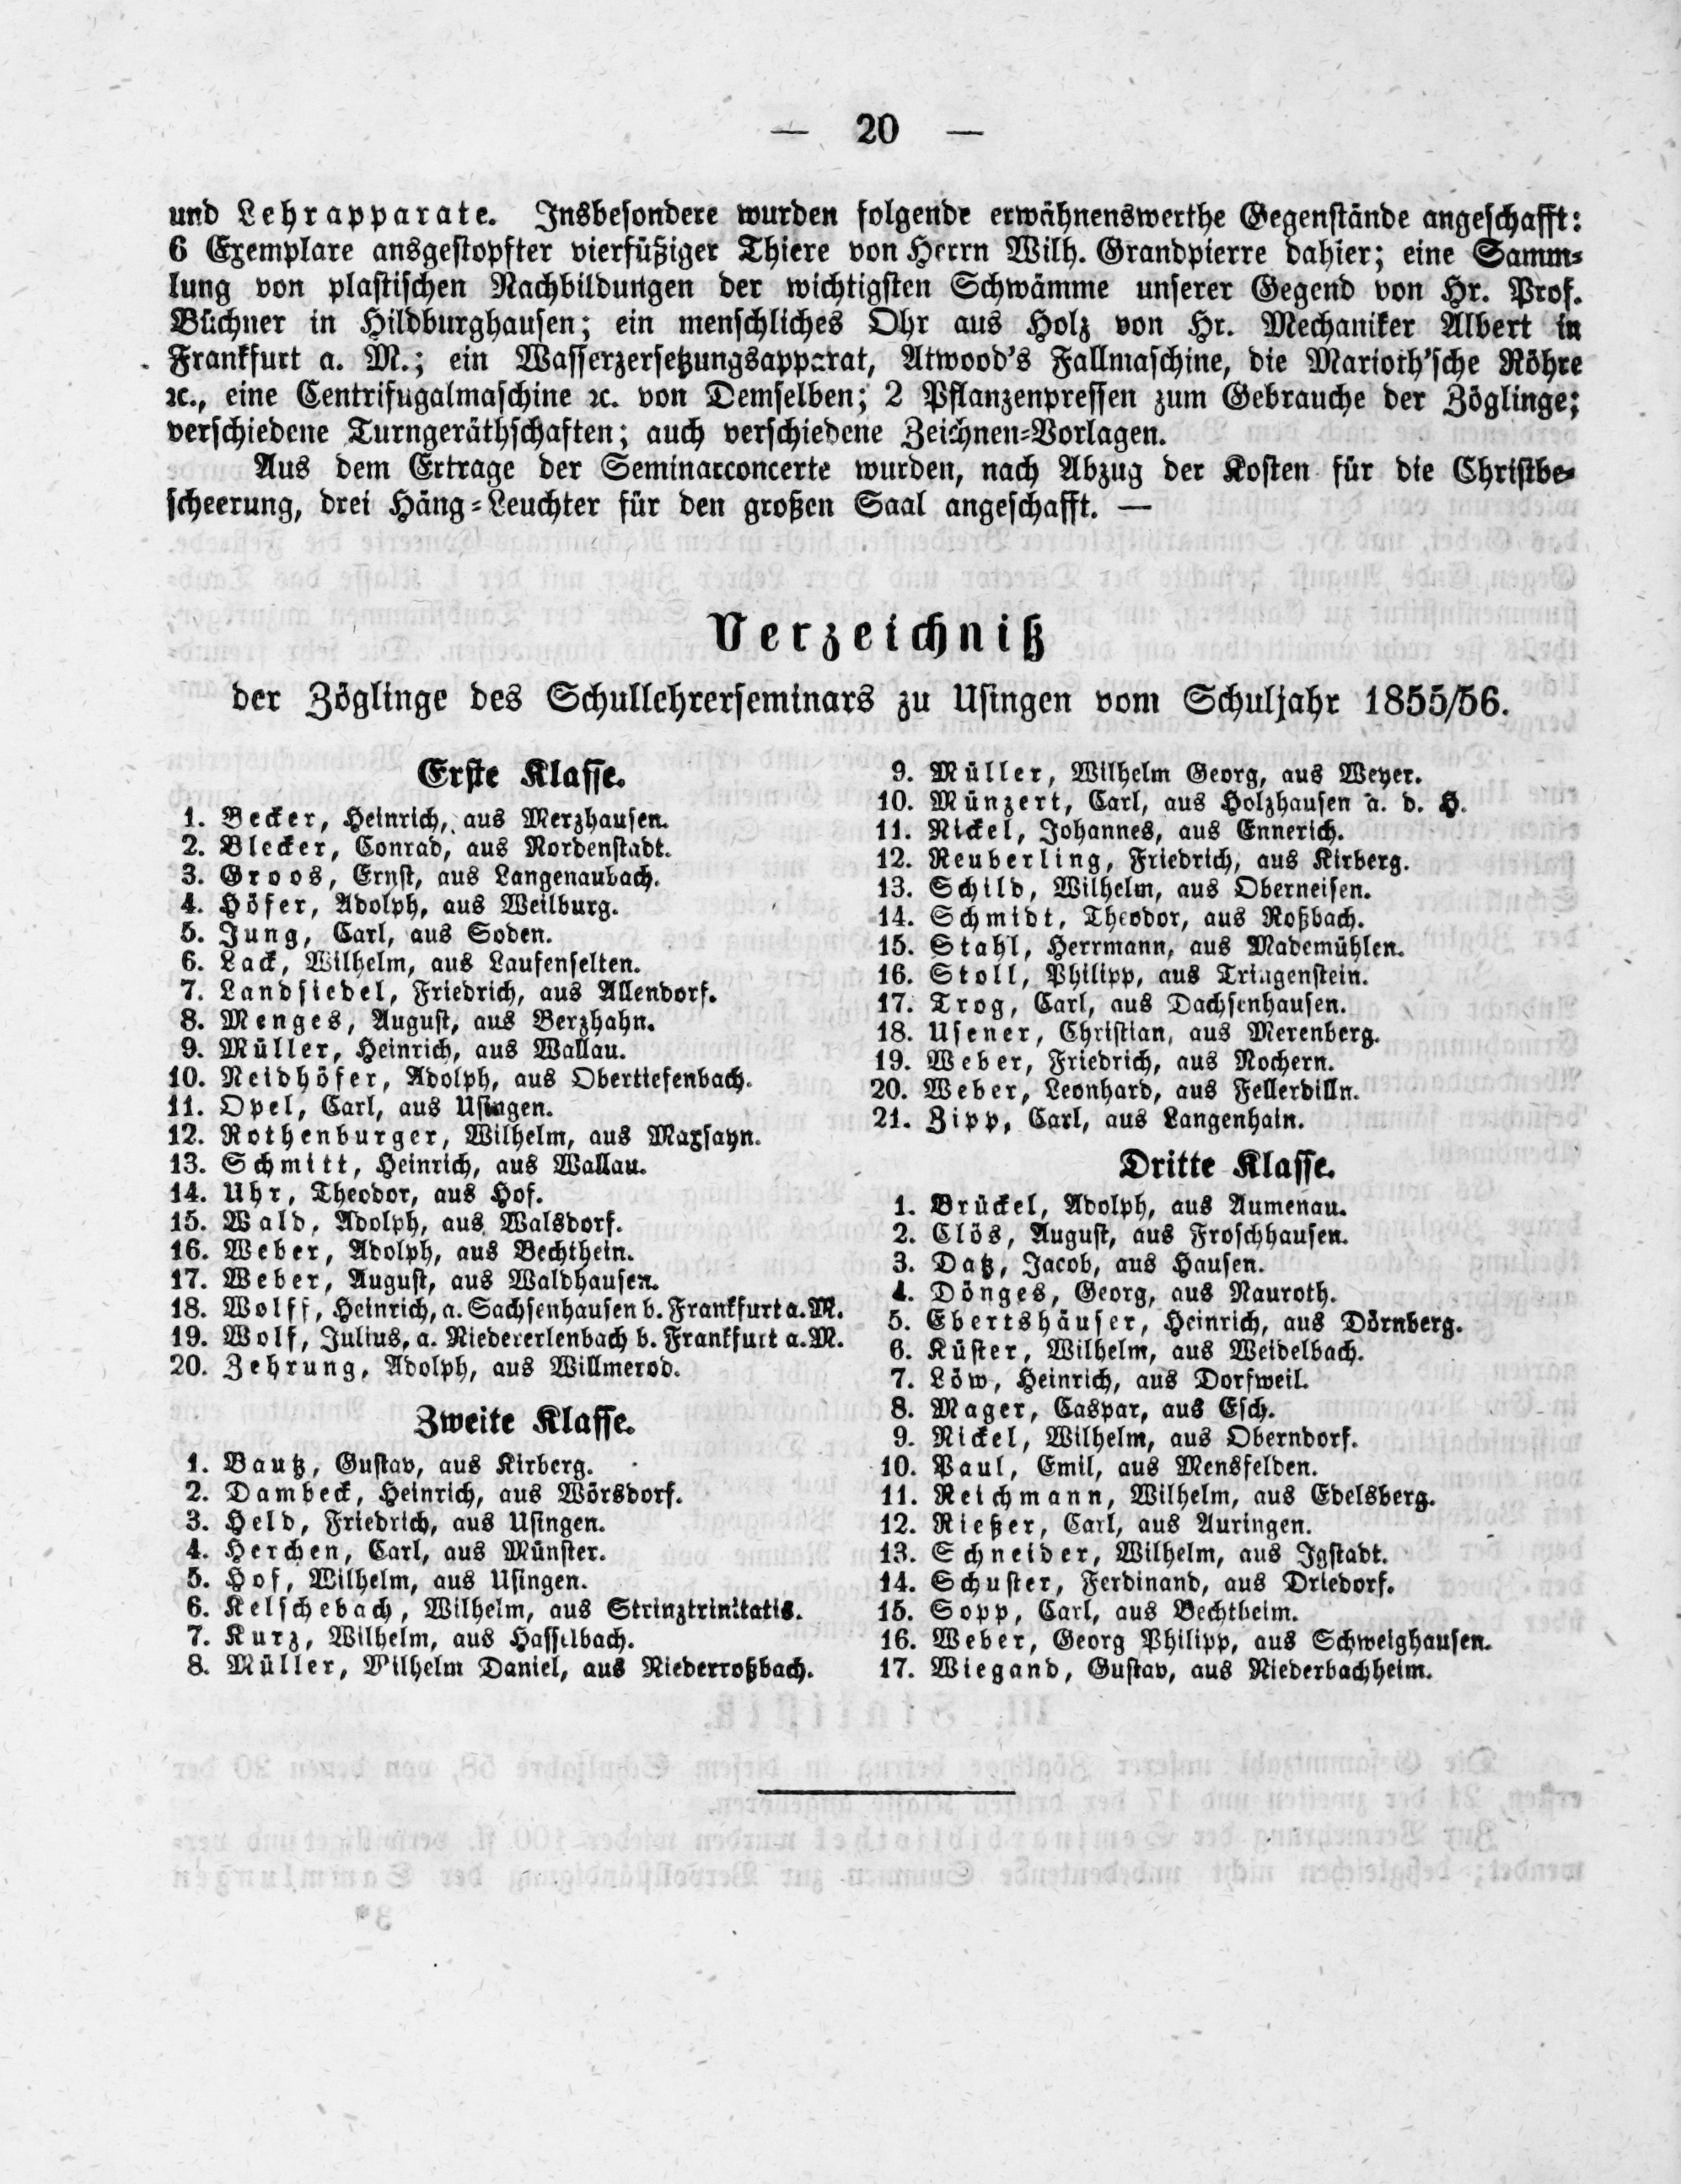 — 20 —
und Lehrapparate. Insbesondere wurden folgende erwähnenswerthe Gegenstände angeschafft:
6 Exemplare ansgestopfter vierfüßiger Thiere von Herrn Wilh. Grandpierre dahier; eine Samm-
lung von plastischen Nachbildungen der wichtigsten Schwämme unserer Gegend von Hr. Prof.
Büchner in Hildburghausen; ein menschliches Ohr aus Holz von Hr. Mechaniker Albert in
Frankfurt a. M.; ein Wasserzersetzungsapparat, Atwood's Fallmaschine, die Marioth'sche Röhre
ꝛc., eine Centrifugalmaschine ꝛc. von Demselben; 2 Pflanzenpressen zum Gebrauche der Zöglinge;
verschiedene Turngeräthschaften; auch verschiedene Zeichnen-Vorlagen.
Aus dem Ertrage der Seminarconcerte wurden, nach Abzug der Kosten für die Christbe-
scheerung, drei Häng-Leuchter für den großen Saal angeschafft. —
Verzeichniß
der Zöglinge des Schullehrerseminars zu Usingen vom Schuljahr 1855/56.
Erste Klasse.
1. Becker, Heinrich, aus Merzhausen.
2. Blecker, Conrad, aus Nordenstadt.
3. Groos, Ernst, aus Langenaubach.
4. Höfer, Adolph, aus Weilburg.
5. Jung, Carl, aus Soden.
6. Lack, Wilhelm, aus Laufenselten.
7. Landsiedel, Friedrich, aus Allendorf.
8. Menges, August, aus Berzhahn.
9. Müller, Heinrich, aus Wallau.
10. Neidhöfer, Adolph, aus Obertiefenbach.
11. Opel, Carl, aus Usingen.
12. Rothenburger, Wilhelm, aus Maxsayn.
13. Schmitt, Heinrich, aus Wallau.
14. Uhr, Theodor, aus Hof.
15. Wald, Adolph, aus Walsdorf.
16. Weber, Adolph, aus Bechthein.
17. Weber, August, aus Waldhausen.
18. Wolff, Heinrich, a. Sachsenhausen b. Frankfurt a. M.
19. Wolf, Julius, a. Niedererlenbach b. Frankfurt a. M.
20. Zehrung, Adolph, aus Willmerod.
Zweite Klasse.
1. Bautz, Gustav, aus Kirberg.
2. Dambeck, Heinrich, aus Wörsdorf.
3. Held, Friedrich, aus Usingen.
4. Herchen, Carl, aus Münster.
5. Hof, Wilhelm, aus Usingen.
6. Kelschebach, Wilhelm, aus Strinztrinitatis.
7. Kurz, Wilhelm, aus Hasselbach.
8. Müller, Wilhelm Daniel, aus Niederroßbach.
9. Müller, Wilhelm Georg, aus Weyer.
10. Münzert, Carl, aus Holzhausen a. d. H.
11. Nickel, Johannes, aus Ennerich.
12. Reuberling, Friedrich, aus Kirberg.
13. Schild, Wilhelm, aus Oberneisen.
14. Schmidt, Theodor, aus Roßbach.
15. Stahl, Herrmann, aus Mademühlen.
16. Stoll, Philipp, aus Tringenstein.
17. Trog, Carl, aus Dachsenhausen.
18. Usener, Christian, aus Merenberg.
19. Weber, Friedrich, aus Nochern.
20. Weber, Leonhard, aus Fellerdilln.
21. Zipp, Carl, aus Langenhain.
Dritte Klasse.
1. Brückel, Adolph, aus Aumenau.
2. Clös, August, aus Froschhausen.
3. Datz, Jacob, aus Hausen.
4. Dönges, Georg, aus Nauroth.
5. Ebertshäuser, Heinrich, aus Dörnberg.
6. Küster, Wilhelm, aus Weidelbach.
7. Löw, Heinrich, aus Dorfweil.
8. Mager, Caspar, aus Esch.
9. Nickel, Wilhelm, aus Oberndorf.
10. Paul, Emil, aus Mensfelden.
11. Reichmann, Wilhelm, aus Edelsberg.
12. Rießer, Carl, aus Auringen.
13. Schneider, Wilhelm, aus Igstadt.
14. Schuster, Ferdinand, aus Driedorf.
15. Sopp, Carl, aus Bechtheim.
16. Weber, Georg Philipp, aus Schweighausen.
17. Wiegand, Gustav, aus Niederbachheim.